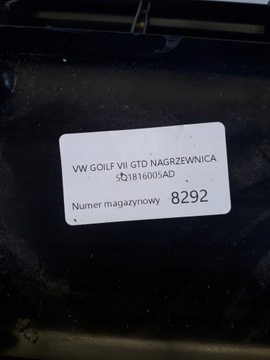 VW GOILF VII GTD NAGRZEWNICA
5Q1816005AD
Numer magazynowy 8292